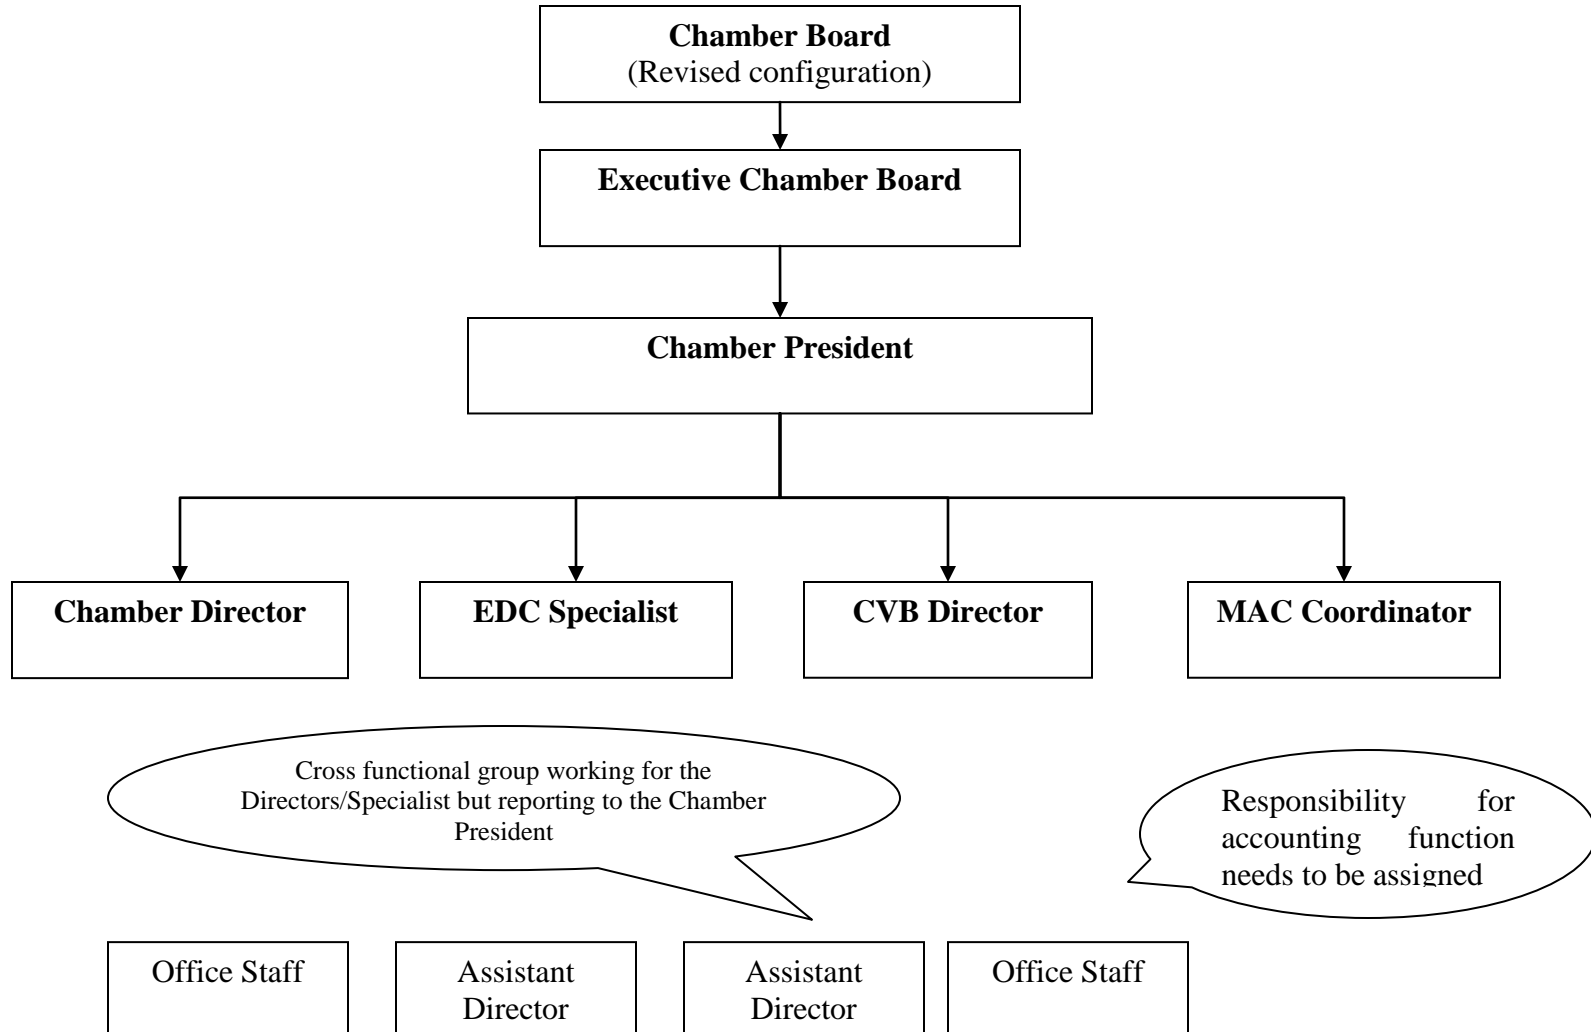 Chamber Board
(Revised configuration)
Executive Chamber Board
Chamber President
Chamber Director
EDC Specialist
CVB Director
MAC Coordinator
Cross functional group working for the
Directors/Specialist but reporting to the Chamber
President
Responsibility for
accounting function
needs to be assigned
Office Staff
Assistant
Director
Assistant
Director
Office Staff